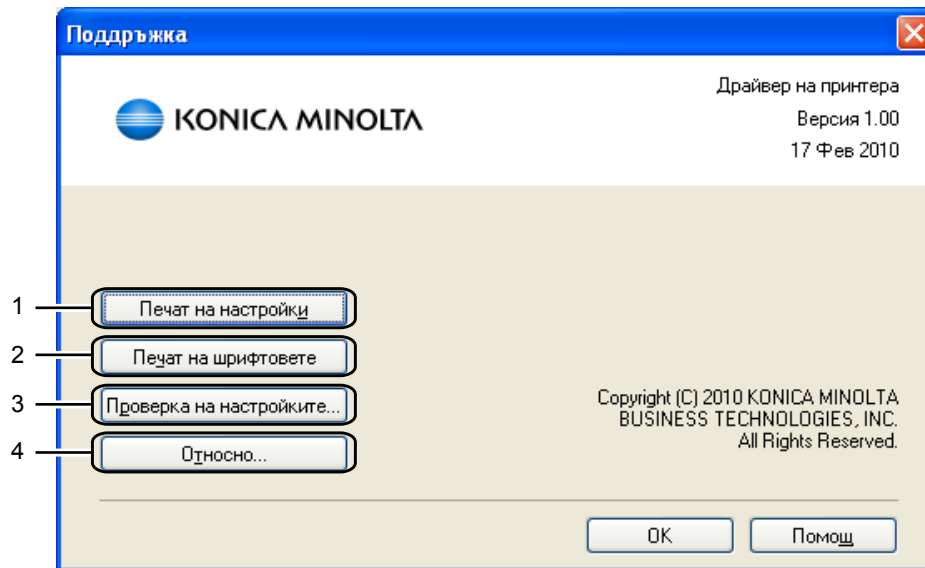 Поддръжка
KONICA MINOLTA
Драйвер на принтера
Версия 1.00
17 Фев 2010
1 Печат на настройки
2 Печат на шрифтовете
3 Проверка на настройките...
4 Относно...
Copyright (C) 2010 KONICA MINOLTA
BUSINESS TECHNOLOGIES, INC.
All Rights Reserved.
OK
Помощ